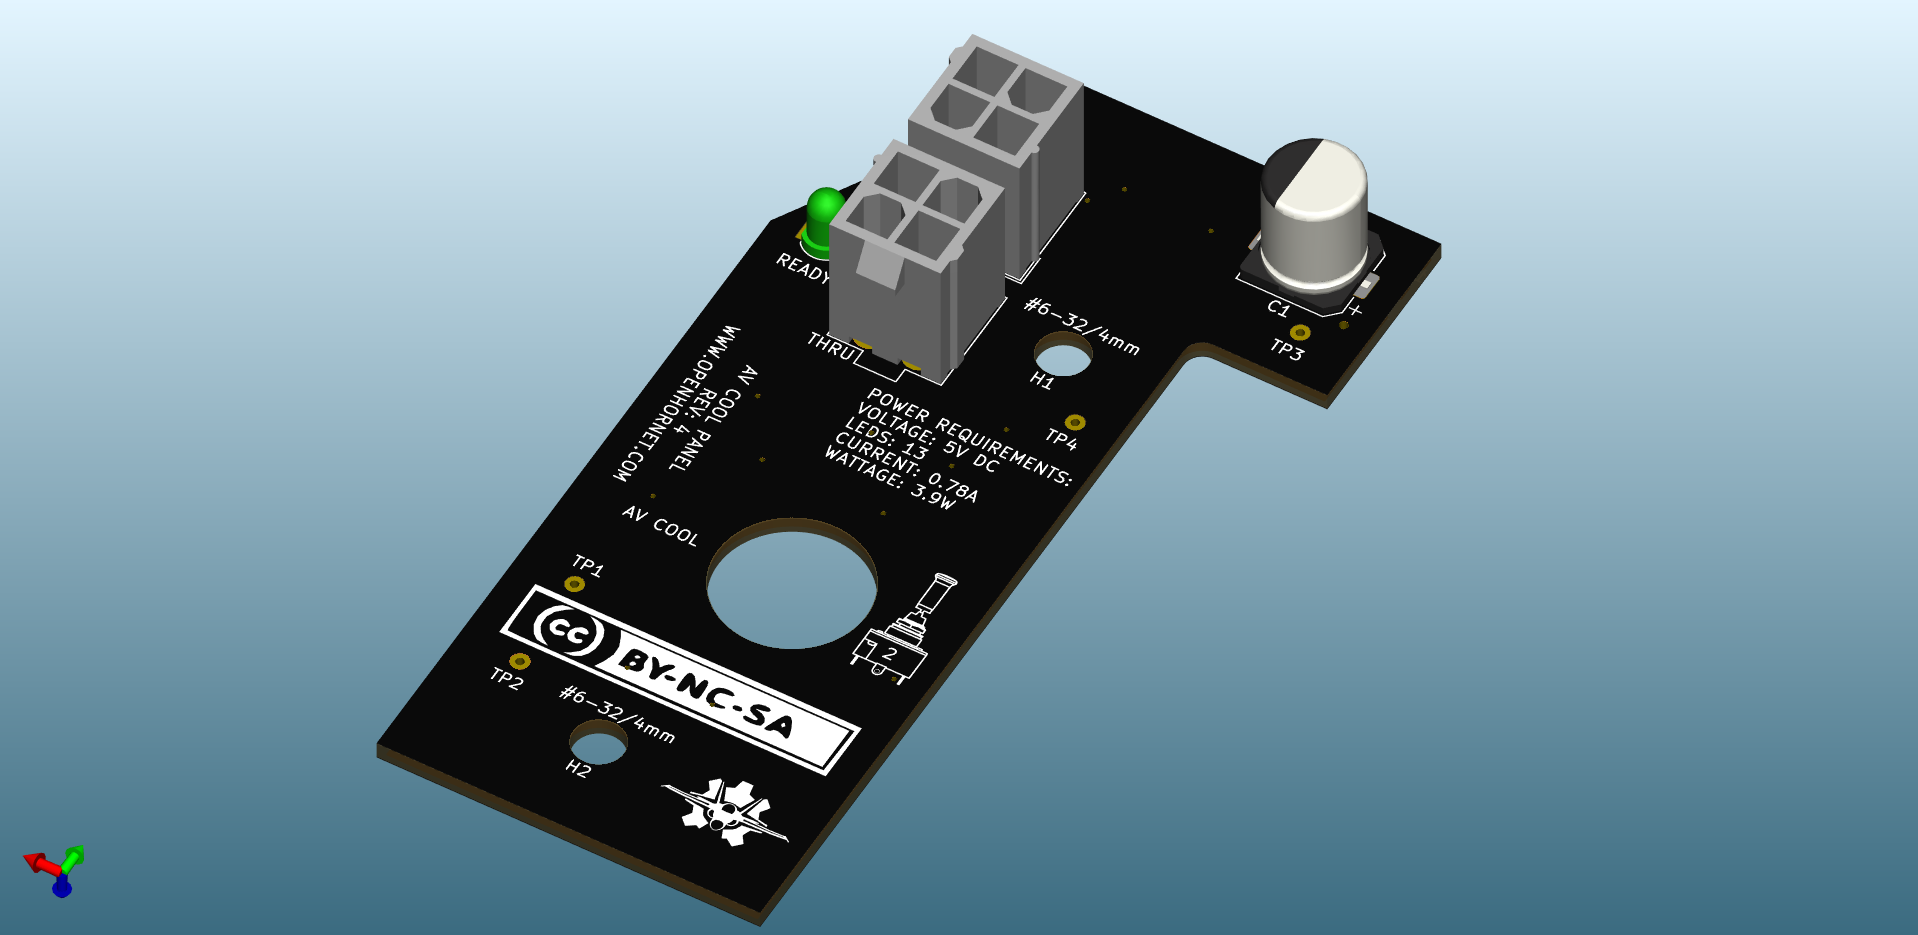 READY
C1
+
TP3
#6-32/4mm
H1
THRU
TP4
POWER REQUIREMENTS:
VOLTAGE: 5V DC
LEDS: 13
CURRENT: 0.78A
WATTAGE: 3.9W
AV COOL PANEL
REV: 4
WWW.OPENHORNET.COM
AV COOL
TP1
cc BY-NC-SA
TP2
1 2
#6-32/4mm
H2